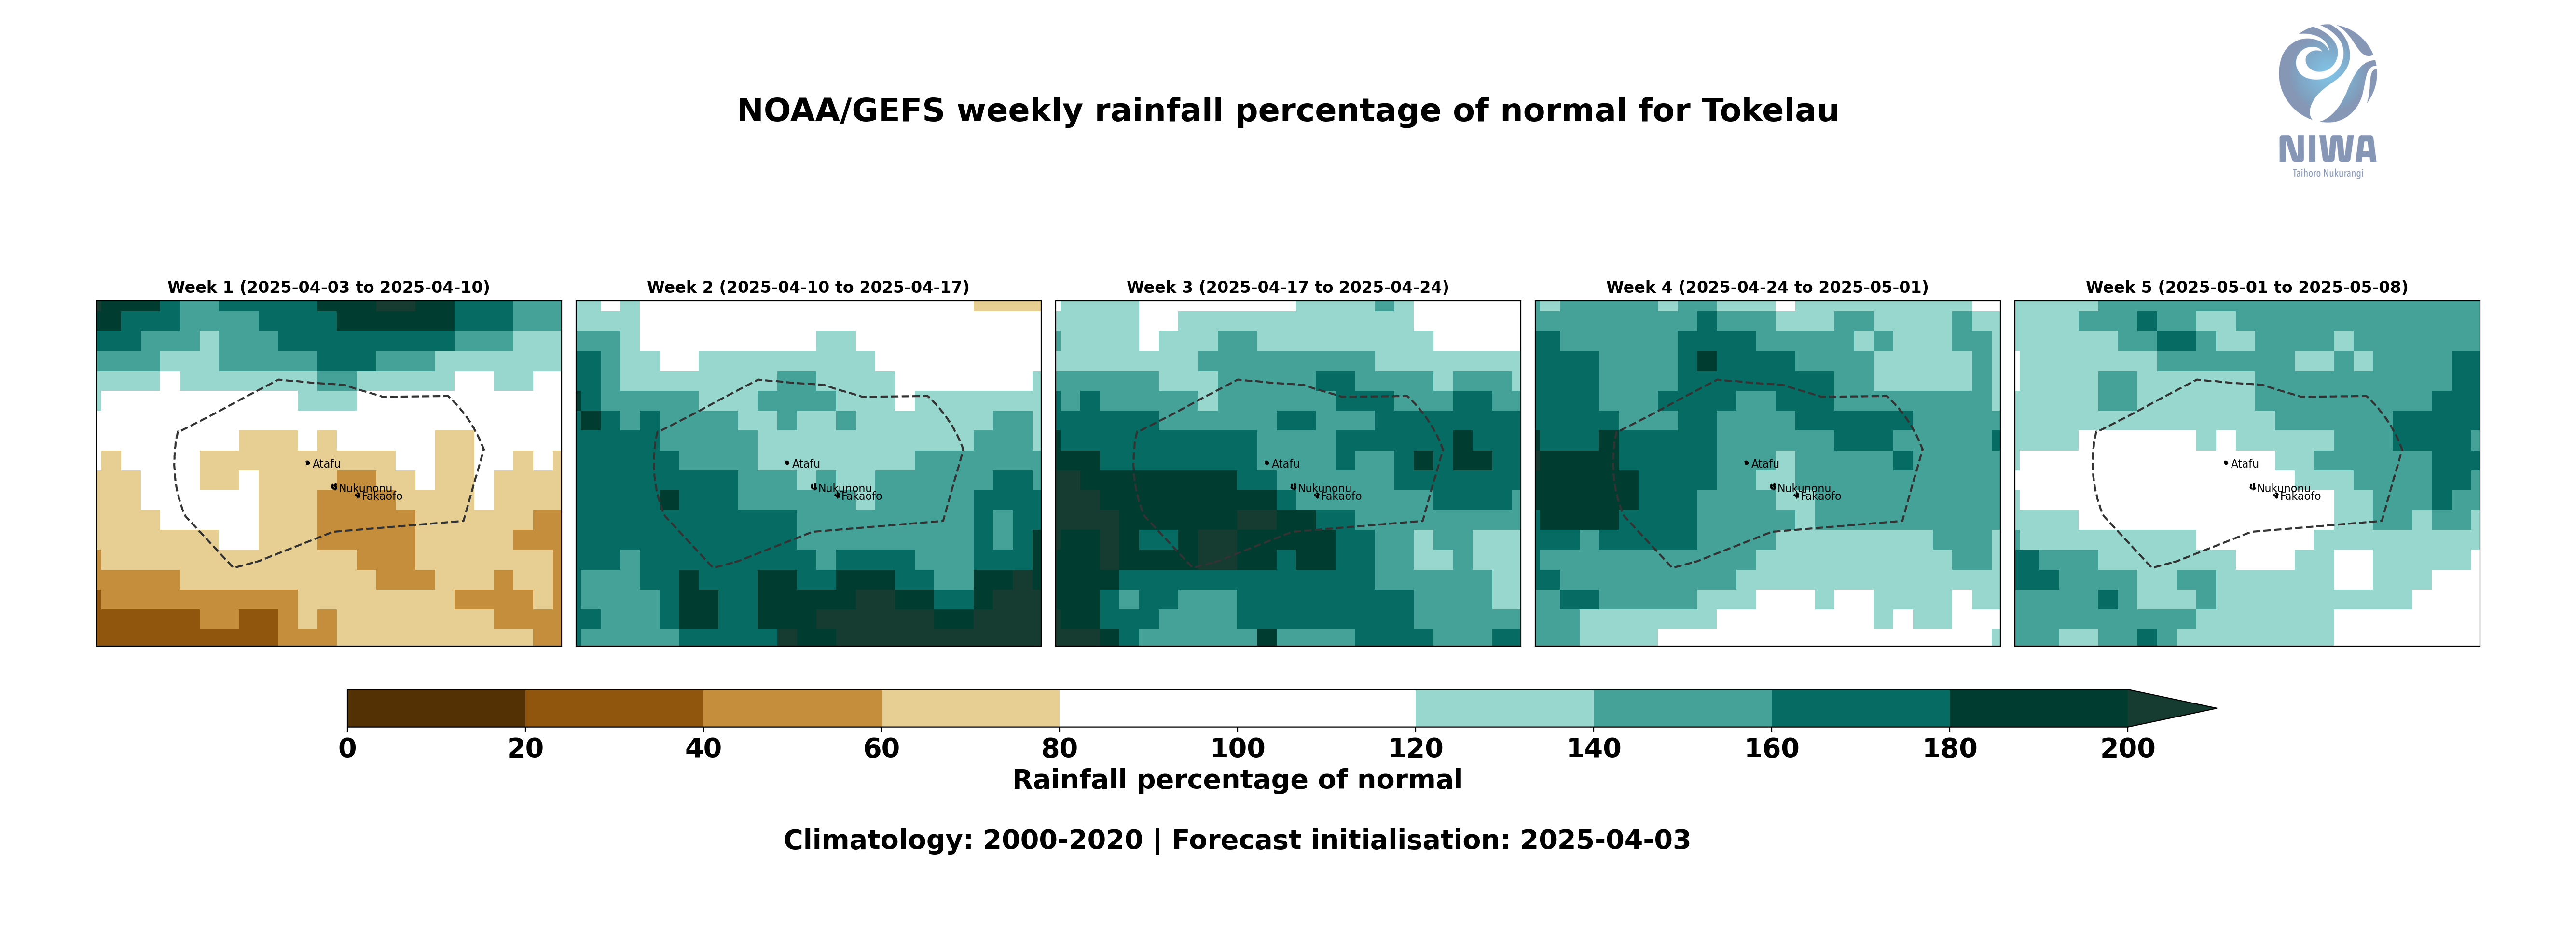 NOAA/GEFS weekly rainfall percentage of normal for Tokelau
NIWA
Taihoro Nukurangi
Week 1 (2025-04-03 to 2025-04-10)
Week 2 (2025-04-10 to 2025-04-17)
Week 3 (2025-04-17 to 2025-04-24)
Week 4 (2025-04-24 to 2025-05-01)
Week 5 (2025-05-01 to 2025-05-08)
Atafu
Nukunonu
Fakaofo
Atafu
Nukunonu
Fakaofo
Atafu
Nukunonu
Fakaofo
Atafu
Nukunonu
Fakaofo
Atafu
Nukunonu
Fakaofo
0 20 40 60 80 100 120 140 160 180 200
Rainfall percentage of normal
Climatology: 2000-2020 | Forecast initialisation: 2025-04-03